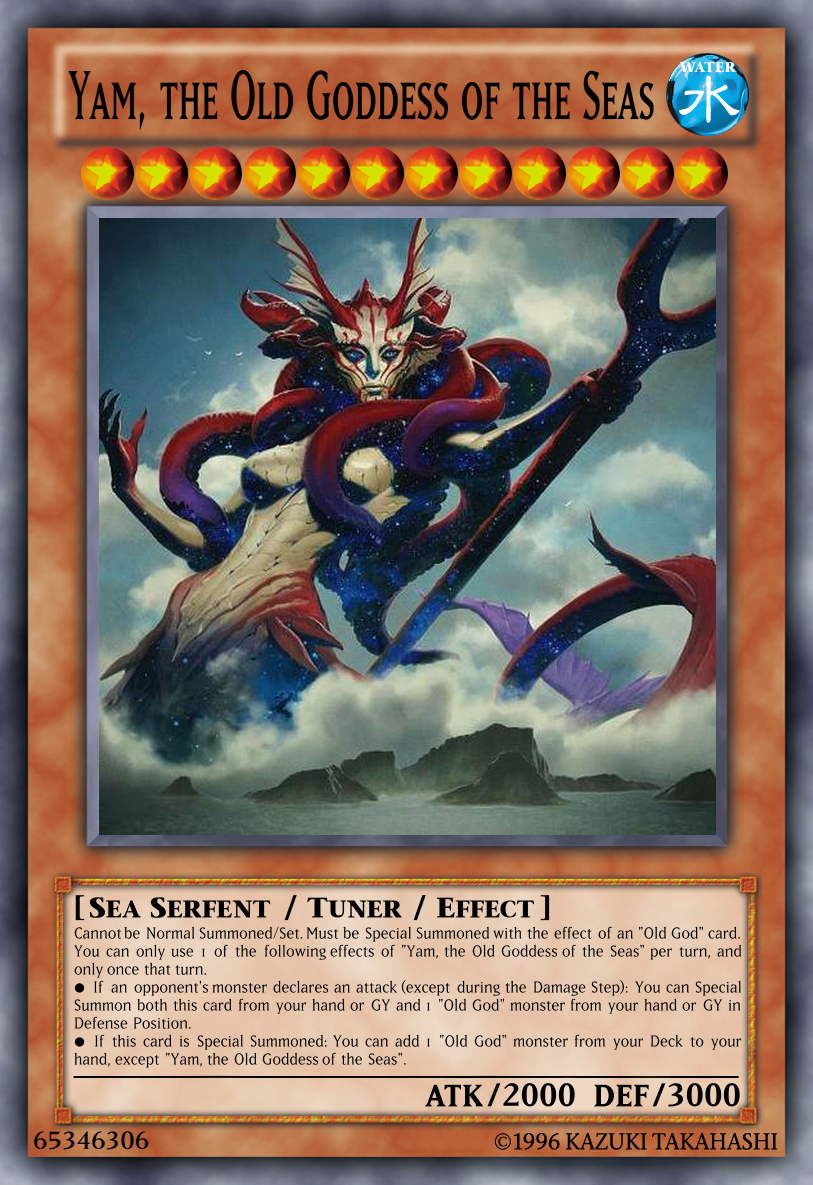 Yam, the Old Goddess of the Seas
WATER
水
[ Sea Serfent / Tuner / Effect ]
Cannot be Normal Summoned/Set. Must be Special Summoned with the effect of an "Old God" card.
You can only use 1 of the following effects of "Yam, the Old Goddess of the Seas" per turn, and
only once that turn.
● If an opponent's monster declares an attack (except during the Damage Step): You can Special
Summon both this card from your hand or GY and 1 "Old God" monster from your hand or GY in
Defense Position.
● If this card is Special Summoned: You can add 1 "Old God" monster from your Deck to your
hand, except "Yam, the Old Goddess of the Seas".
ATK/2000 DEF/3000
65346306
©1996 KAZUKI TAKAHASHI